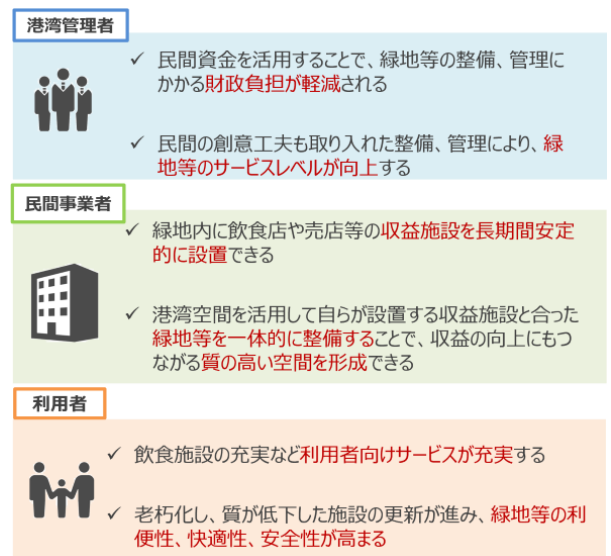 港湾管理者
✓ 民間資金を活用することで、緑地等の整備、管理に
かかる財政負担が軽減される
✓ 民間の創意工夫も取り入れた整備、管理により、緑
地等のサービスレベルが向上する
民間事業者
✓ 緑地内に飲食店や売店等の収益施設を長期間安定
的に設置できる
✓ 港湾空間を活用して自らが設置する収益施設と合った
緑地等を一体的に整備することで、収益の向上にもつ
ながる質の高い空間を形成できる
利用者
✓ 飲食施設の充実など利用者向けサービスが充実する
✓ 老朽化し、質が低下した施設の更新が進み、緑地等の利
便性、快適性、安全性が高まる